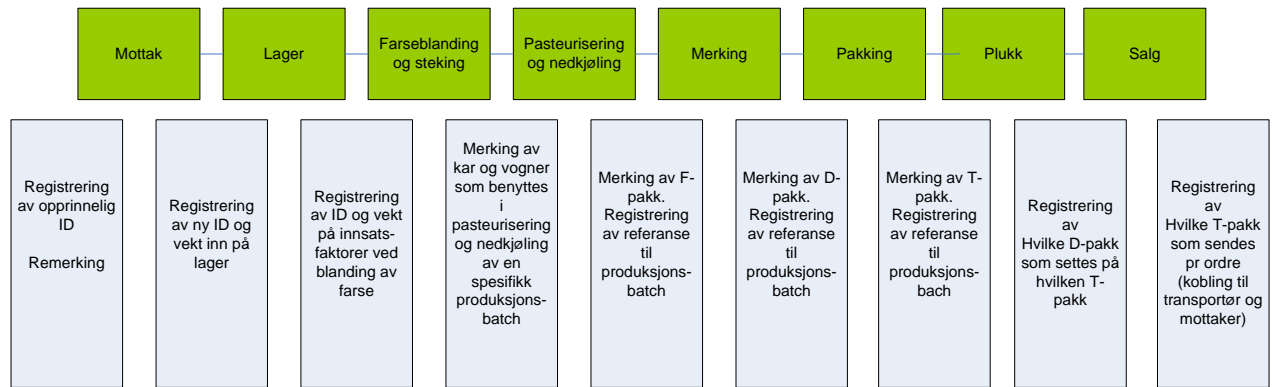 Mottak
Lager
Farseblanding
og steking
Pasteurisering
og nedkjøling
Merking
Pakking
Plukk
Salg
Registrering
av opprinnelig
ID
Remerking
Registrering
av ny ID og
vekt inn på
lager
Registrering
av ID og vekt
på innsats-
faktorer ved
blanding av
farse
Merking av
kar og vogner
som benyttes
i
pasteurisering
og nedkjøling
av en
spesifikk
produksjons-
batch
Merking av F-
pakk.
Registrering
av referanse
til
produksjons-
batch
Merking av D-
pakk.
Registrering
av referanse
til
produksjons-
batch
Merking av T-
pakk.
Registrering
av referanse
til
produksjons-
bach
Registrering
av
Hvilke D-pakk
som settes på
hvilken T-
pakk
Registrering
av
Hvilke T-pakk
som sendes
pr ordre
(kobling til
transportør og
mottaker)